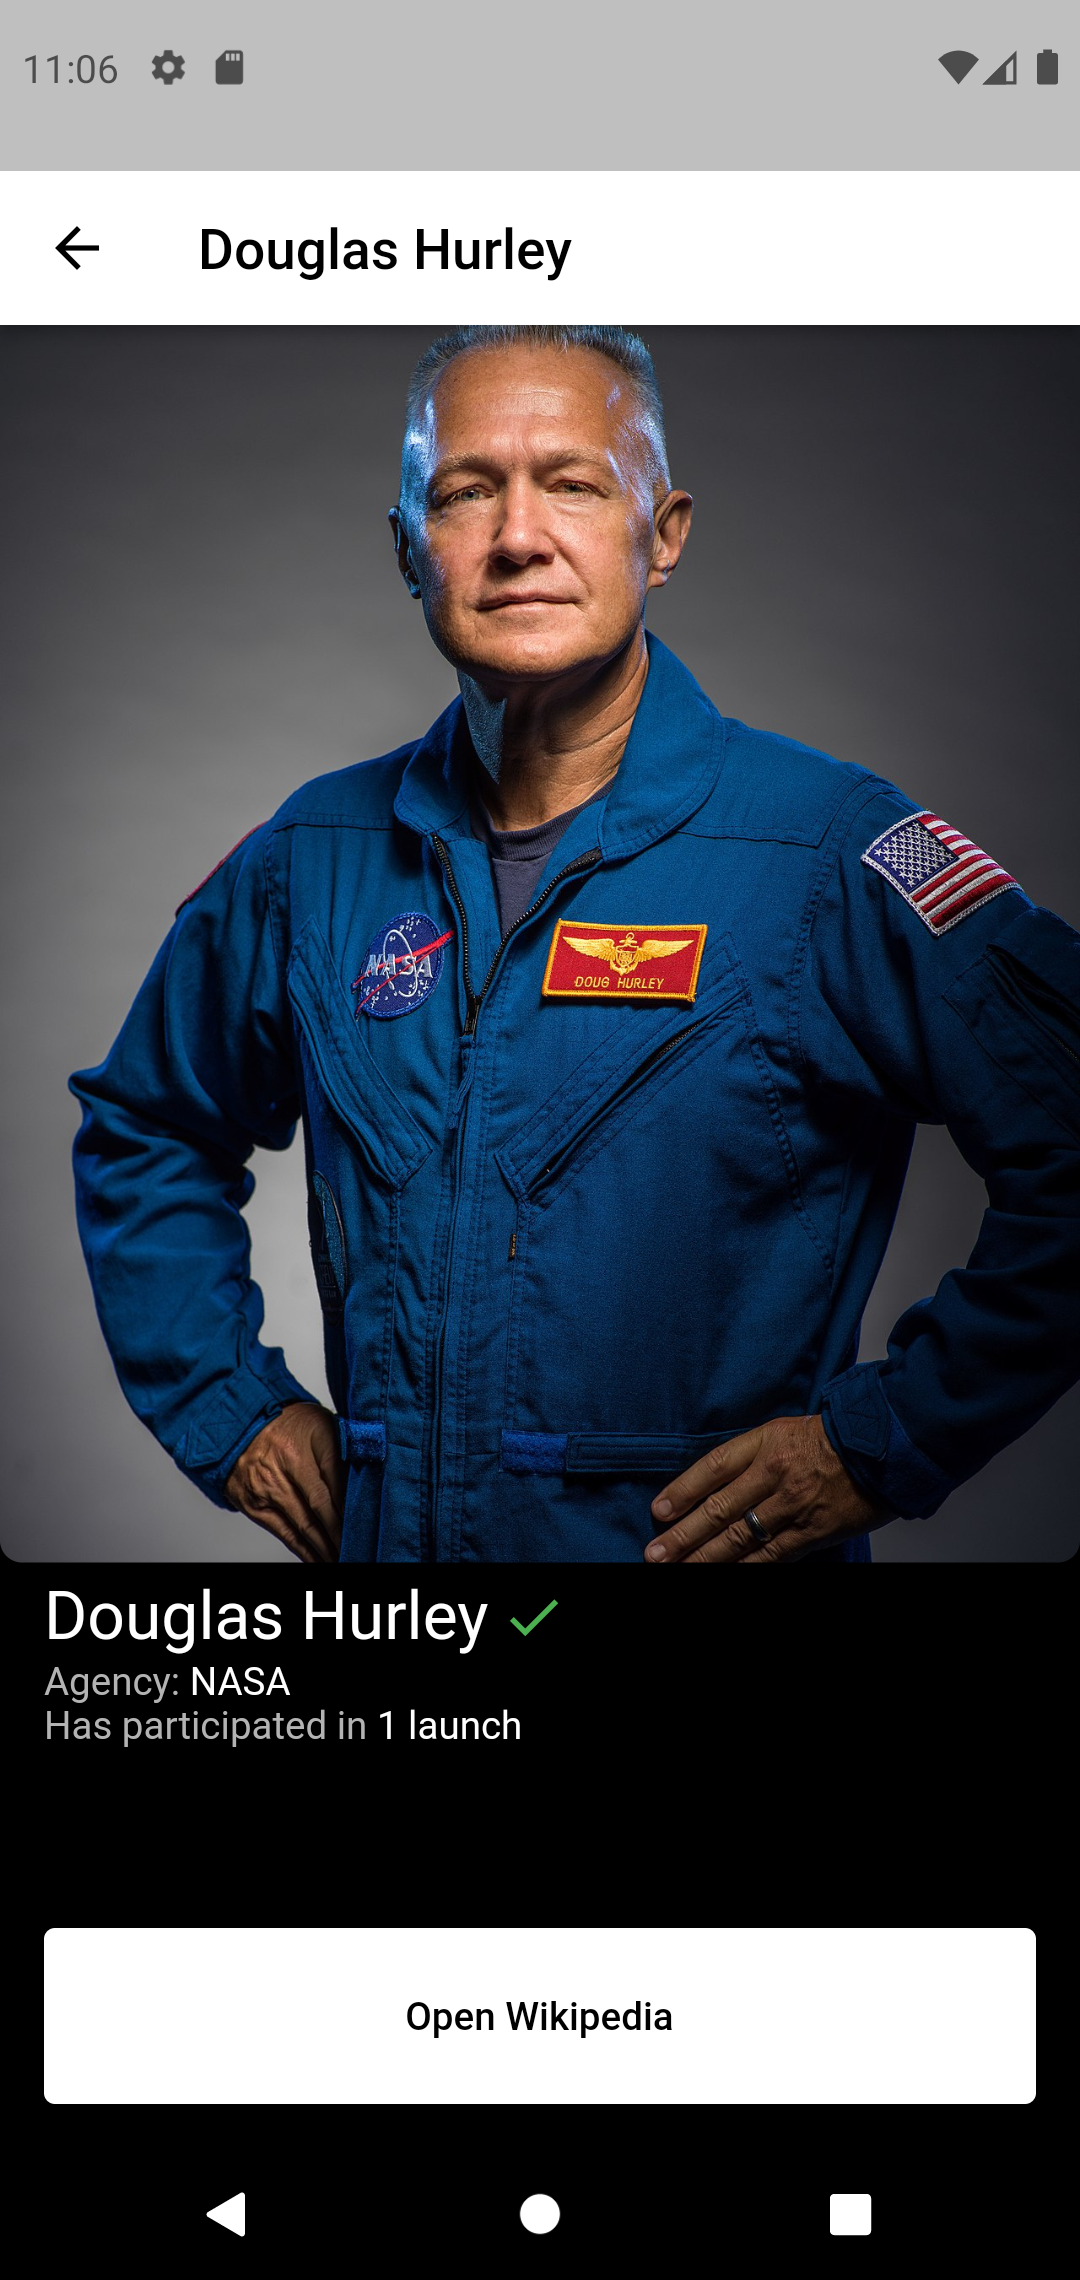 11:06
Douglas Hurley
NASA
DOUG HURLEY
Douglas Hurley
Agency: NASA
Has participated in 1 launch
Open Wikipedia